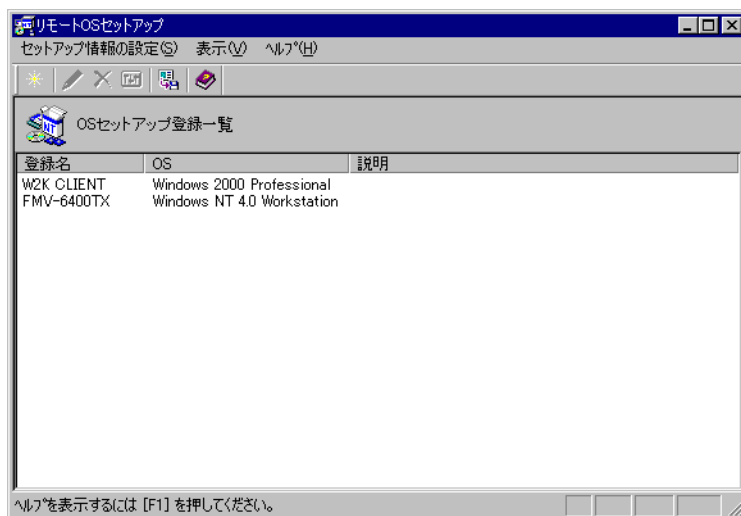 リモートOSセットアップ
セットアップ情報の設定(S) 表示(V) ﾍﾙﾌﾟ(H)
NT
OSセットアップ登録一覧
登録名 OS 説明
W2K CLIENT Windows 2000 Professional
FMV-6400TX Windows NT 4.0 Workstation
ﾍﾙﾌﾟを表示するには [F1] を押してください。